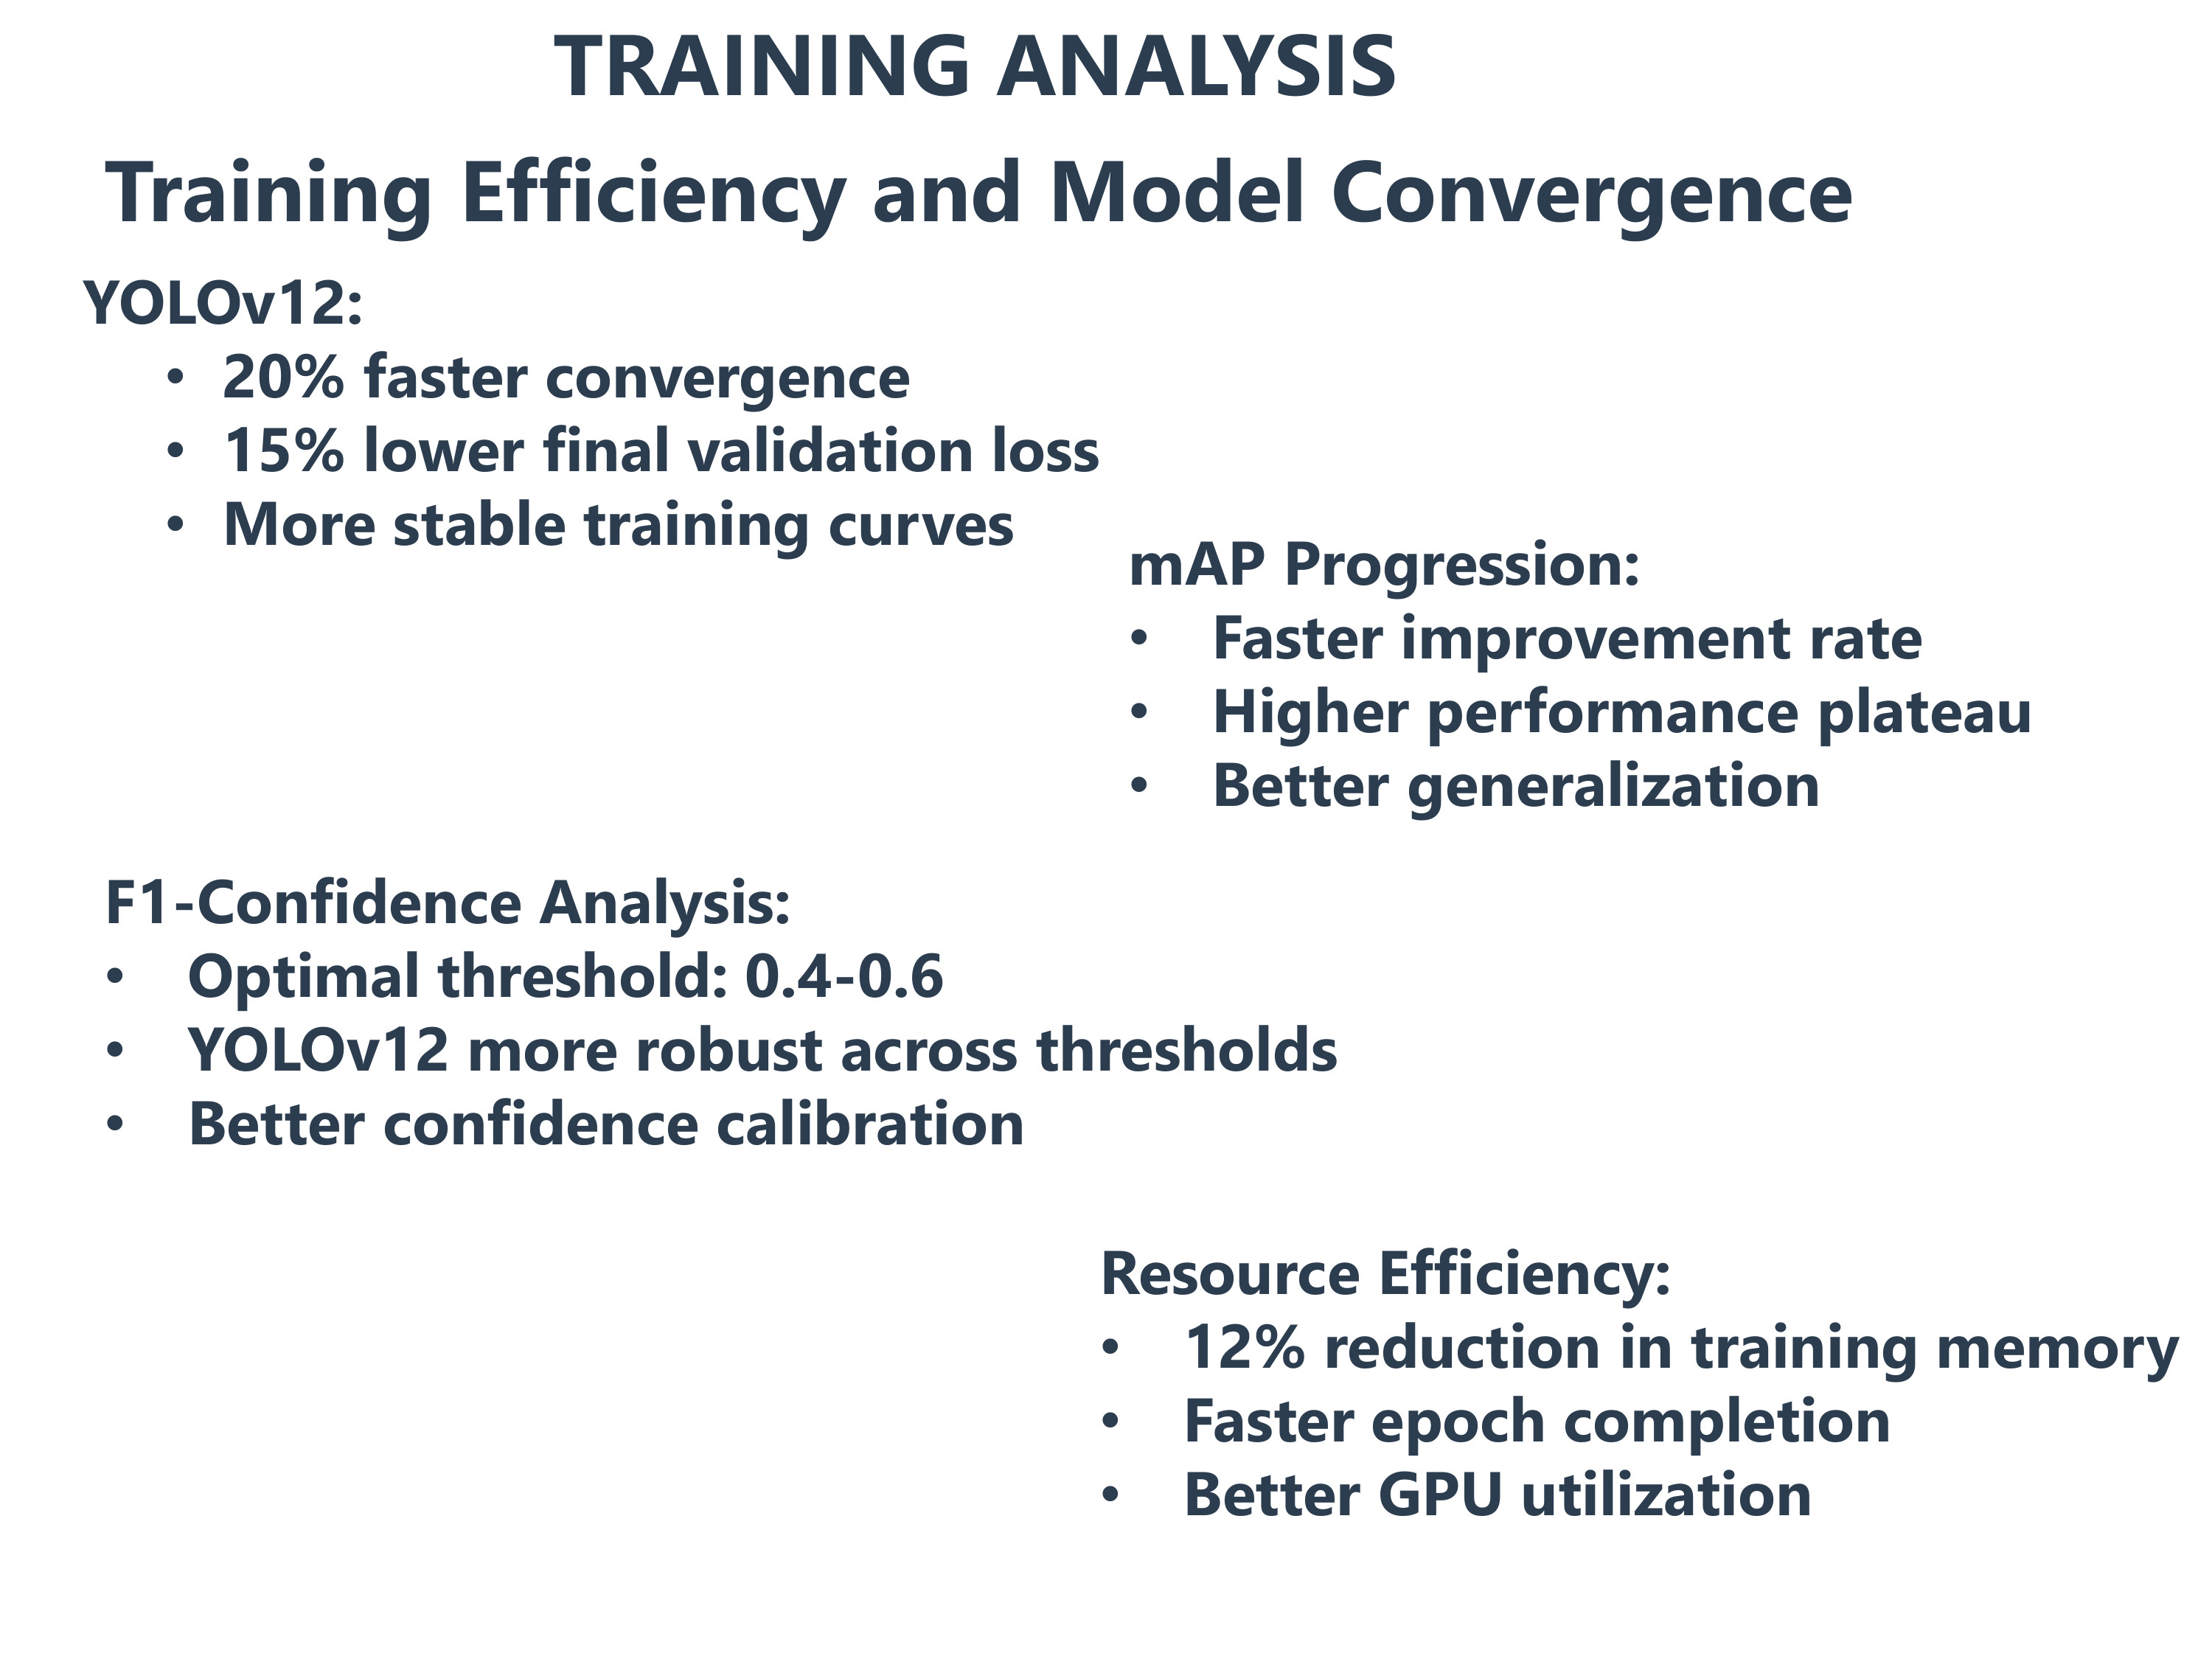 TRAINING ANALYSIS
Training Efficiency and Model Convergence
YOLOv12:
• 20% faster convergence
• 15% lower final validation loss
• More stable training curves
mAP Progression:
• Faster improvement rate
• Higher performance plateau
• Better generalization
F1-Confidence Analysis:
• Optimal threshold: 0.4-0.6
• YOLOv12 more robust across thresholds
• Better confidence calibration
Resource Efficiency:
• 12% reduction in training memory
• Faster epoch completion
• Better GPU utilization